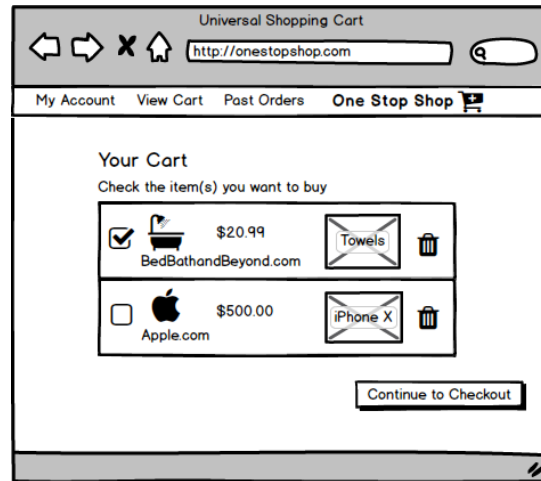 Universal Shopping Cart
http://onestopshop.com
My Account View Cart Past Orders One Stop Shop
Your Cart
Check the item(s) you want to buy
$20.99 Towels
BedBathandBeyond.com
$500.00 iPhone X
Apple.com
Continue to Checkout